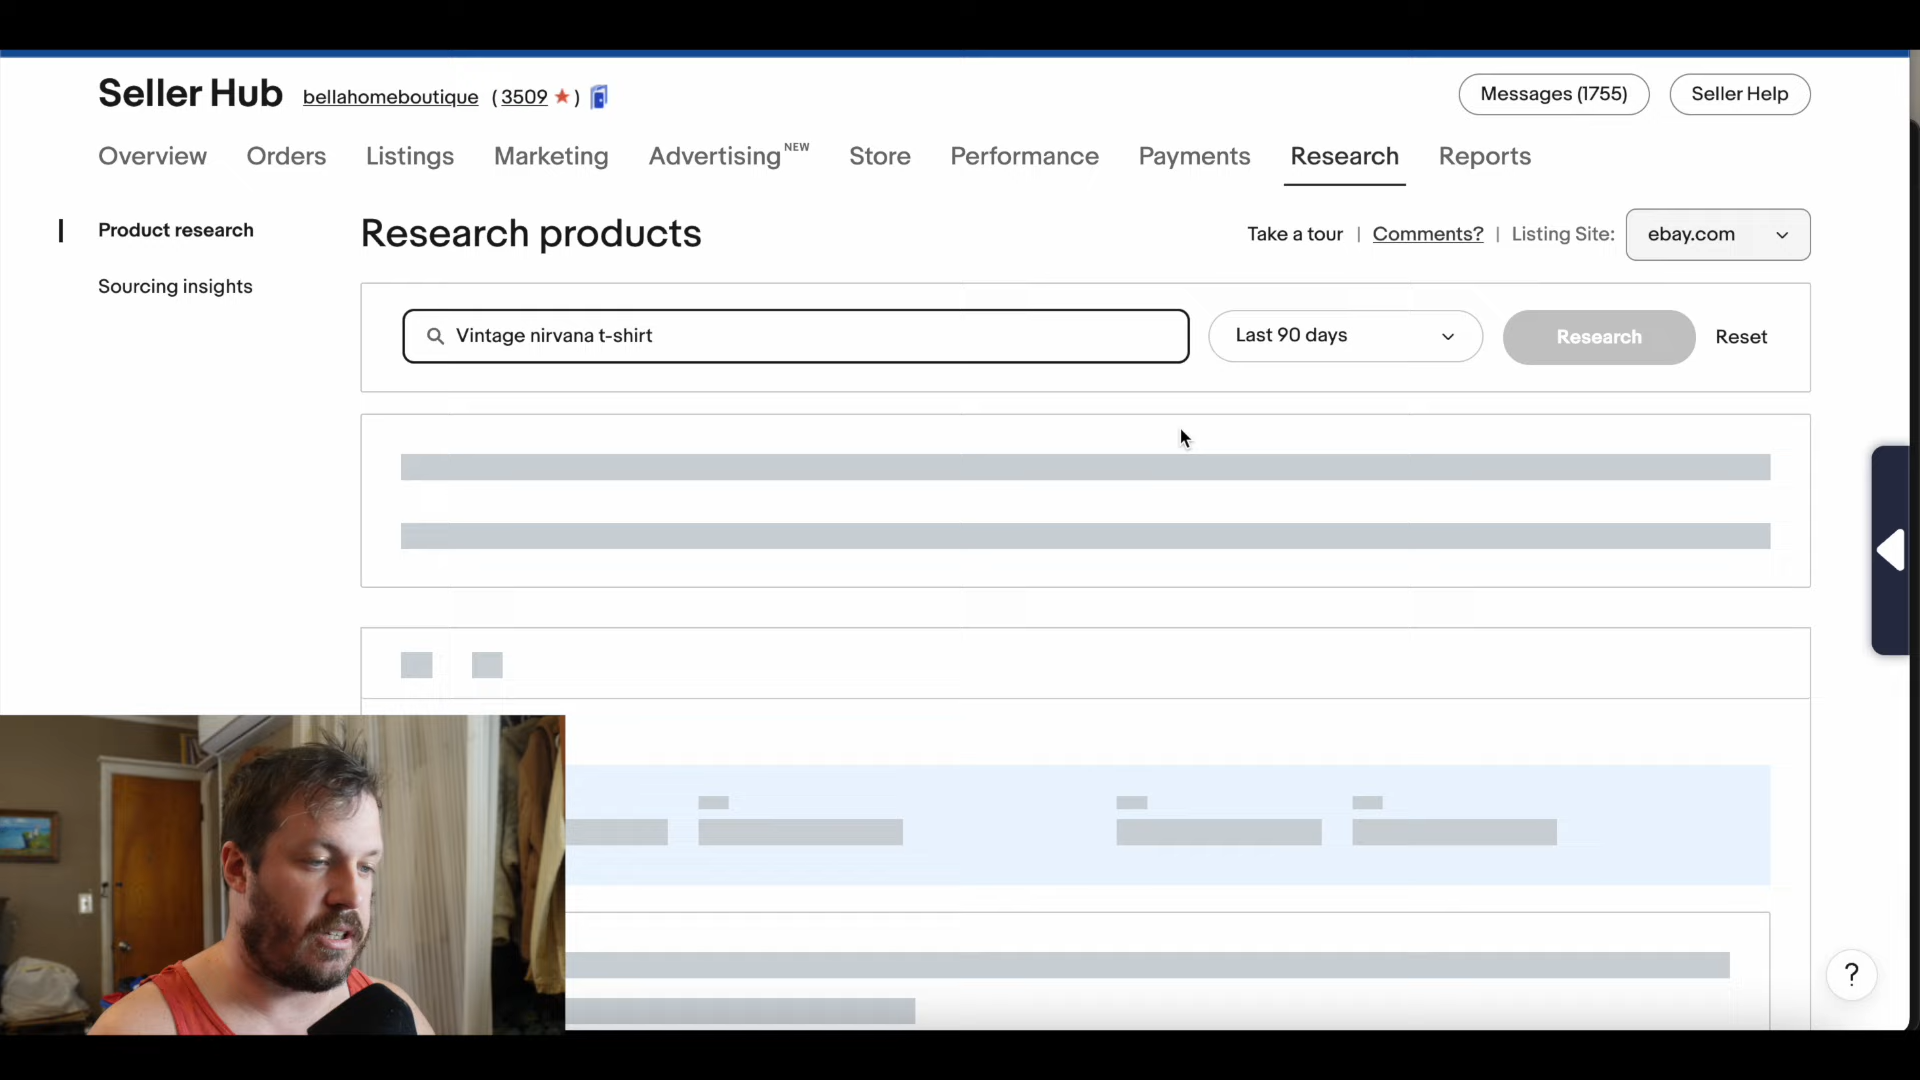 Seller Hub bellahomeboutique (3509 ★) Messages (1755) Seller Help
Overview Orders Listings Marketing Advertising NEW Store Performance Payments Research Reports
Product research
Sourcing insights
Research products
Take a tour | Comments? | Listing Site: ebay.com
Vintage nirvana t-shirt Last 90 days Research Reset
?